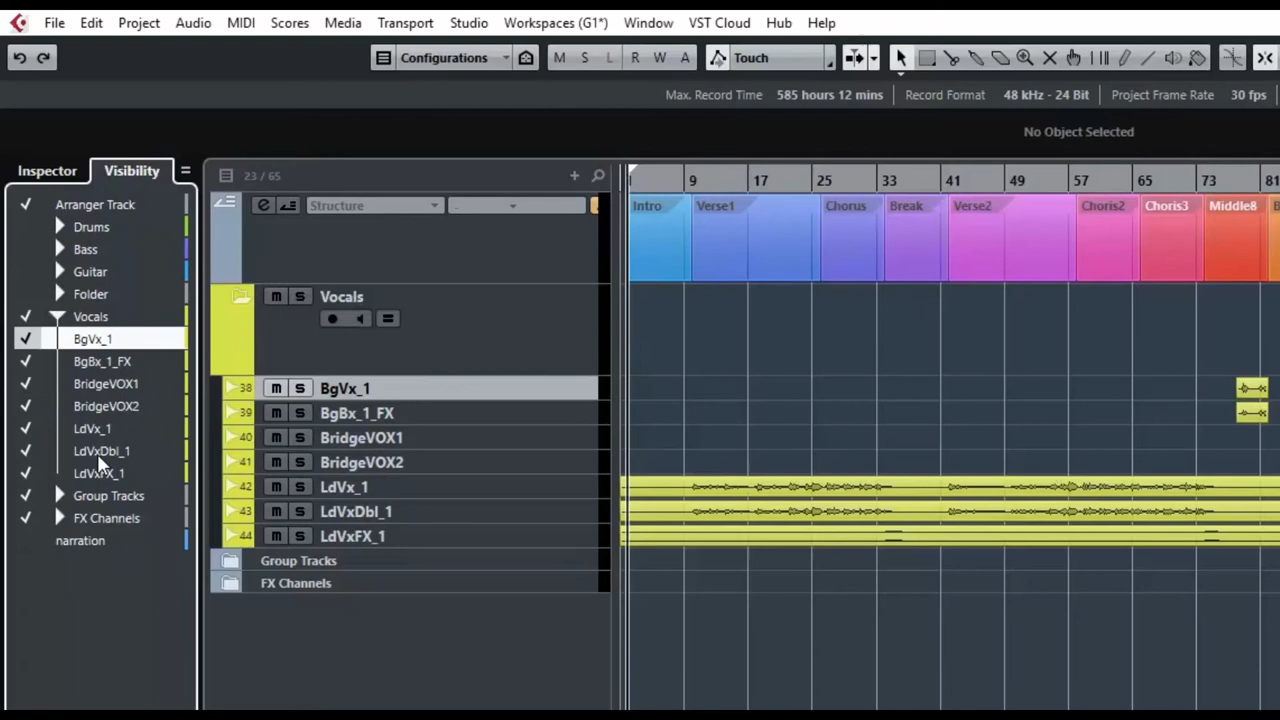 File Edit Project Audio MIDI Scores Media Transport Studio Workspaces (G1*) Window VST Cloud Hub Help
Configurations M S L R W A Touch
Max. Record Time 585 hours 12 mins Record Format 48 kHz - 24 Bit Project Frame Rate 30 fps
No Object Selected
Inspector Visibility
23 / 65
9 17 25 33 41 49 57 65 73 81
Arranger Track
Structure
Intro Verse1 Chorus Break Verse2 Choris2 Choris3 Middle8
Drums
Bass
Guitar
Folder
Vocals
BgVx_1
BgBx_1_FX
BridgeVOX1
BridgeVOX2
LdVx_1
LdVxDbl_1
LdVxFX_1
Group Tracks
FX Channels
narration
m s Vocals
38 m s BgVx_1
39 m s BgBx_1_FX
40 m s BridgeVOX1
41 m s BridgeVOX2
42 m s LdVx_1
43 m s LdVxDbl_1
44 m s LdVxFX_1
Group Tracks
FX Channels